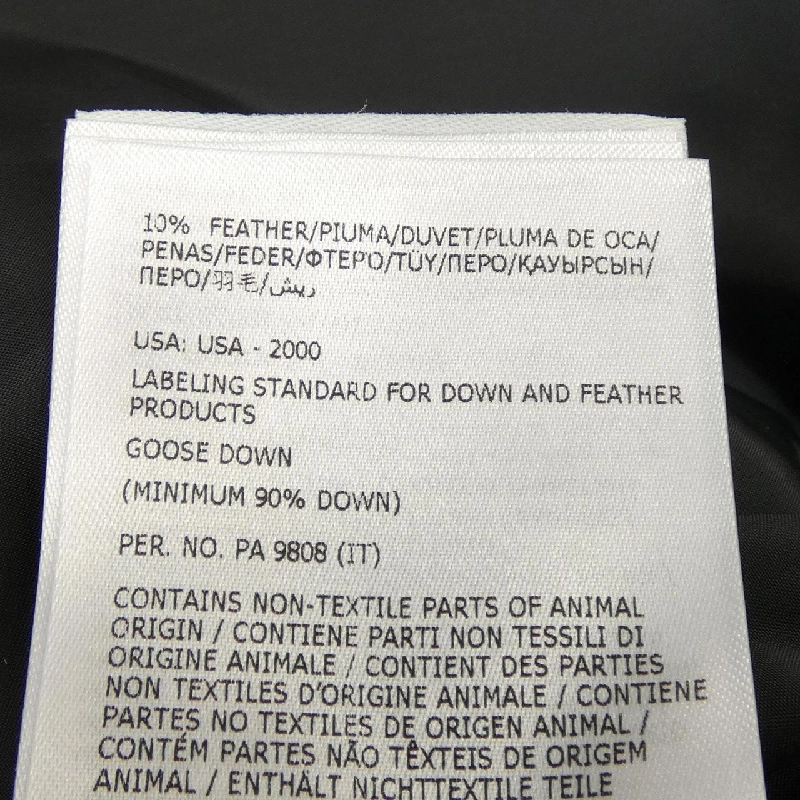 10% FEATHER/PIUMA/DUVET/PLUMA DE OCA/
PENAS/FEDER/ΦΤΕΡΟ/TÜY/ПЕРО/ҚАУЫРСЫН/
ПЕРО/羽毛/ريش
USA: USA - 2000
LABELING STANDARD FOR DOWN AND FEATHER
PRODUCTS
GOOSE DOWN
(MINIMUM 90% DOWN)
PER. NO. PA 9808 (IT)
CONTAINS NON-TEXTILE PARTS OF ANIMAL
ORIGIN / CONTIENE PARTI NON TESSILI DI
ORIGINE ANIMALE / CONTIENT DES PARTIES
NON TEXTILES D'ORIGINE ANIMALE / CONTIENE
PARTES NO TEXTILES DE ORIGEN ANIMAL /
CONTÉM PARTES NÃO TÊXTEIS DE ORIGEM
ANIMAL / ENTHÄLT NICHTTEXTILE TEILE